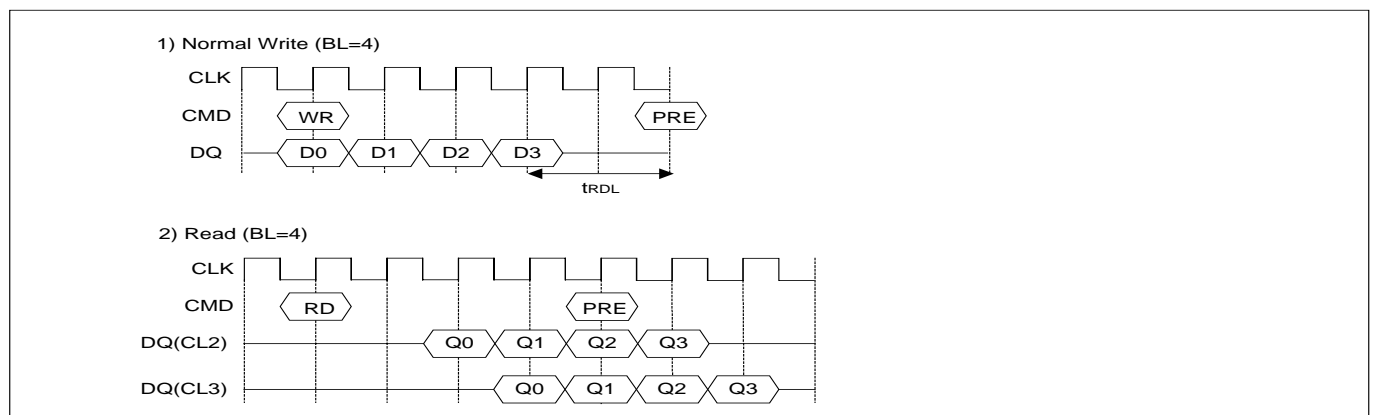 1) Normal Write (BL=4)
CLK
CMD WR PRE
DQ D0 D1 D2 D3
tRDL
2) Read (BL=4)
CLK
CMD RD PRE
DQ(CL2) Q0 Q1 Q2 Q3
DQ(CL3) Q0 Q1 Q2 Q3